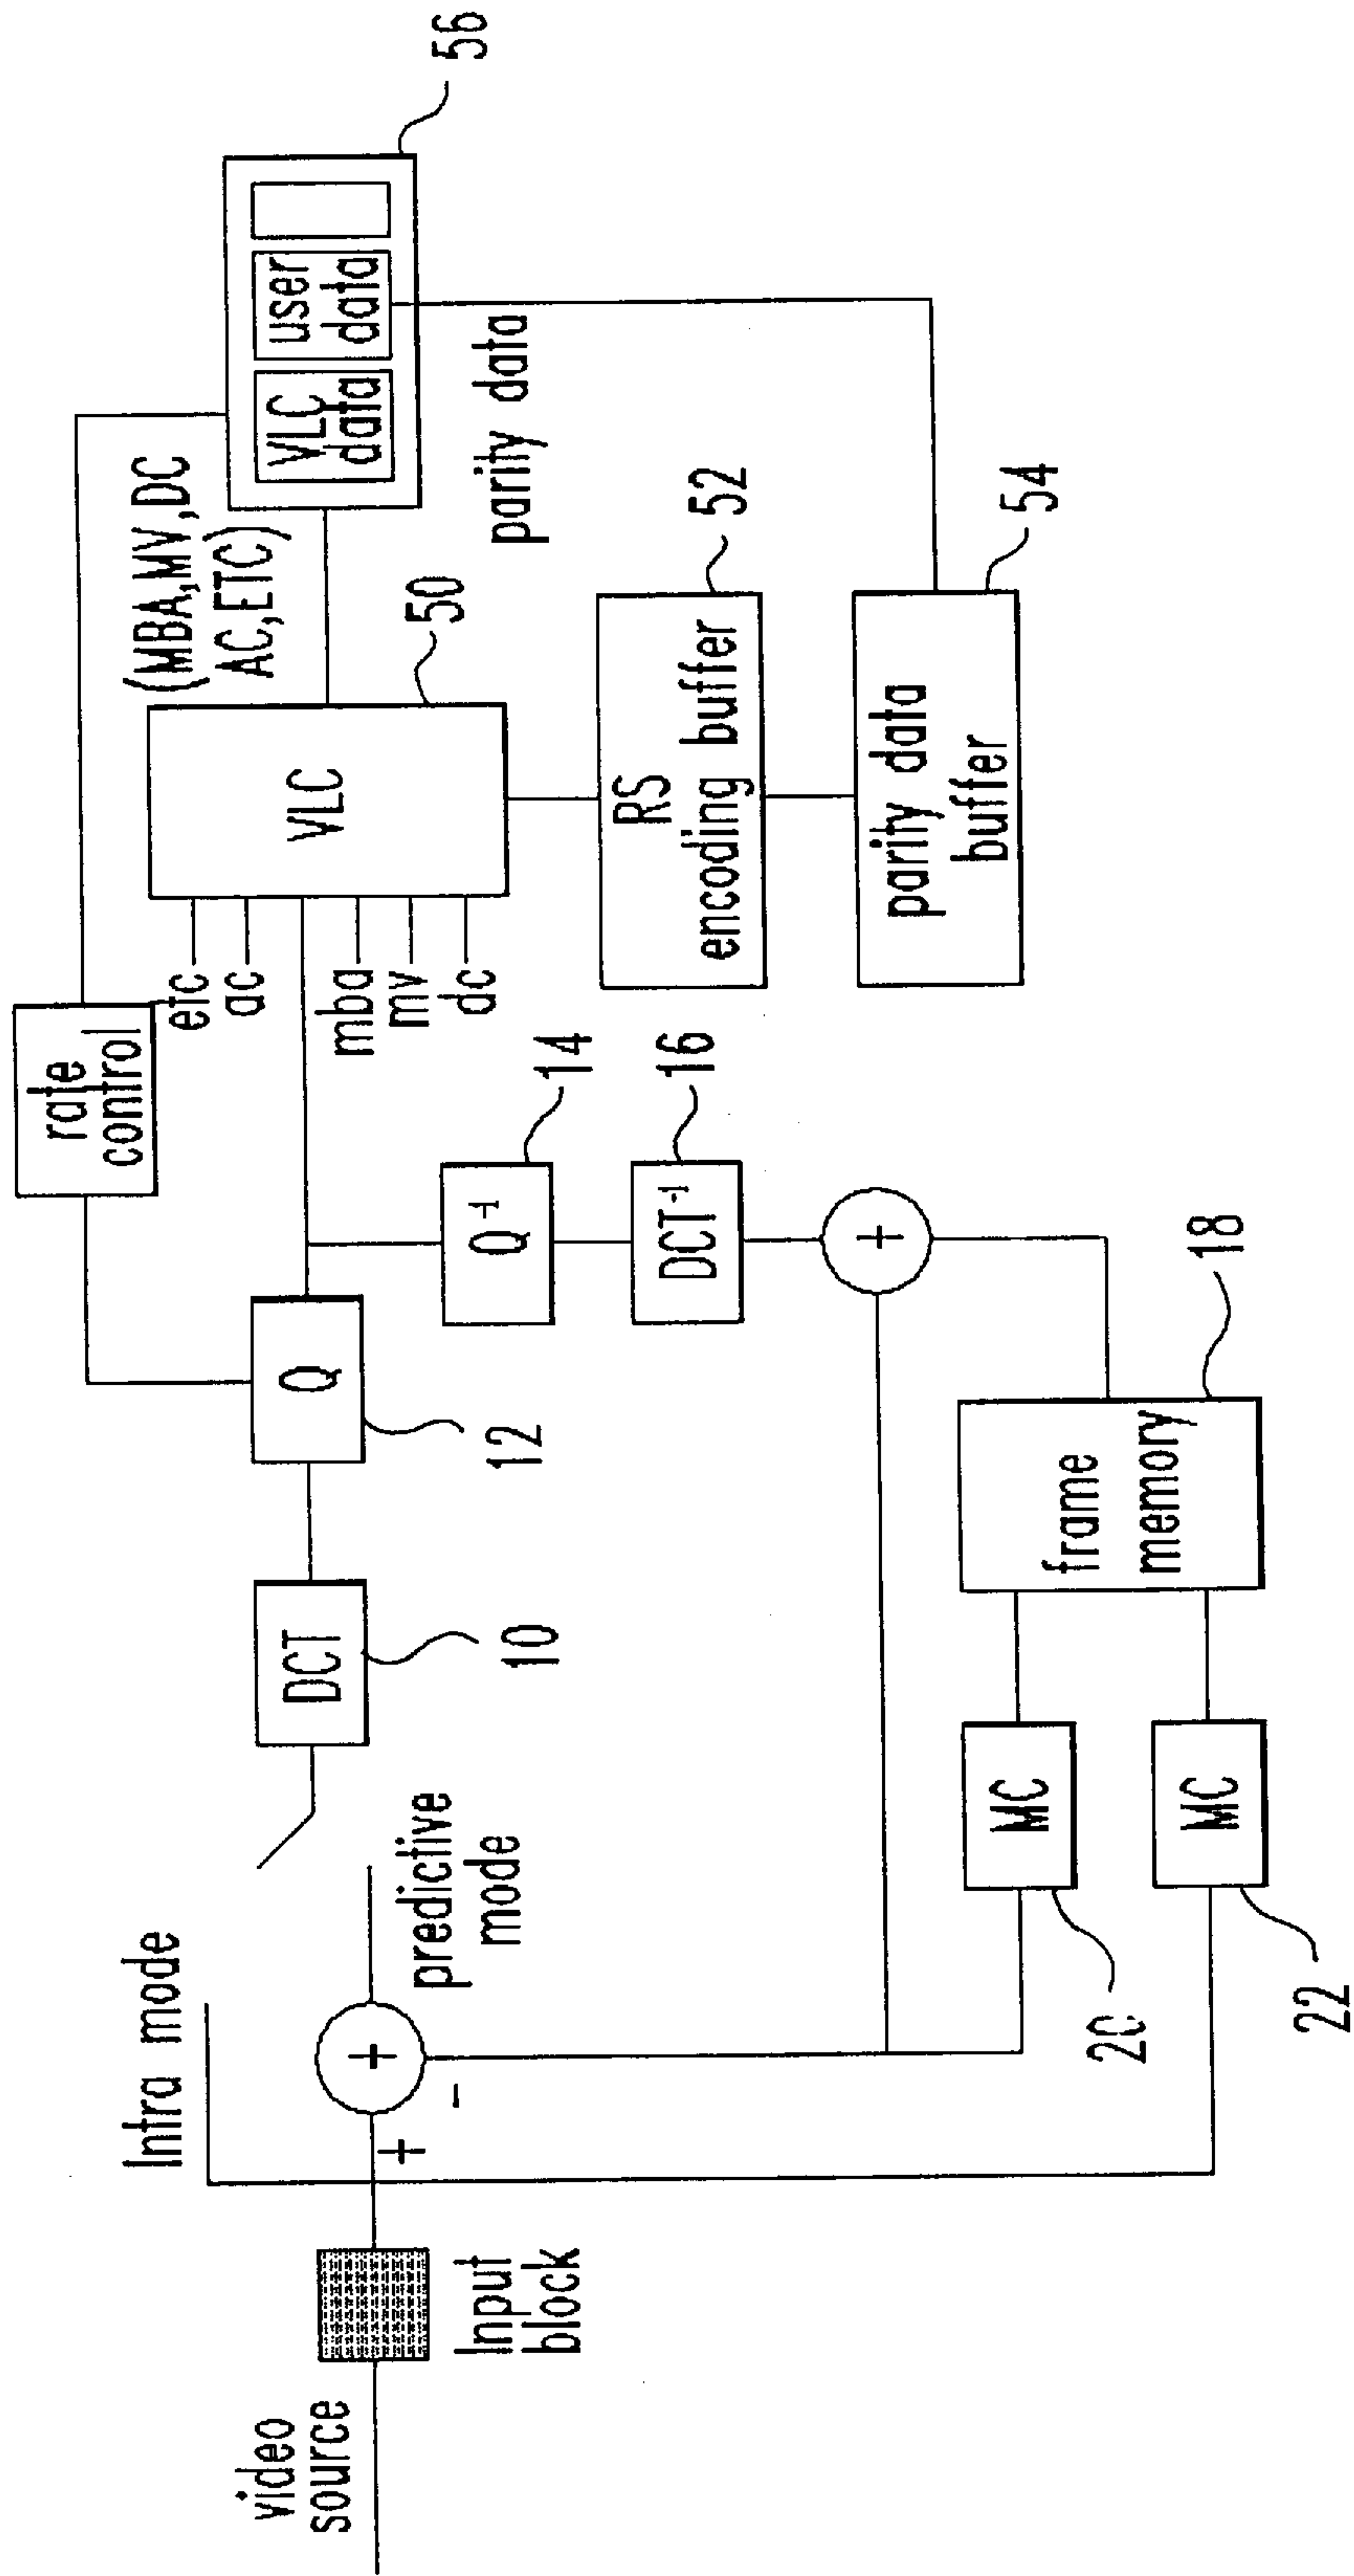 video
source
Input
block
Intra mode
+
-
+
predictive
mode
DCT
10
Q
12
rate
control
etc
ac
mba
mv
dc
VLC
50
(MBA,MV,DC
AC,ETC)
VLC
data
user
data
56
parity data
RS
encoding buffer
52
parity data
buffer
54
Q-1
14
DCT-1
16
+
frame
memory
18
MC
20
MC
22